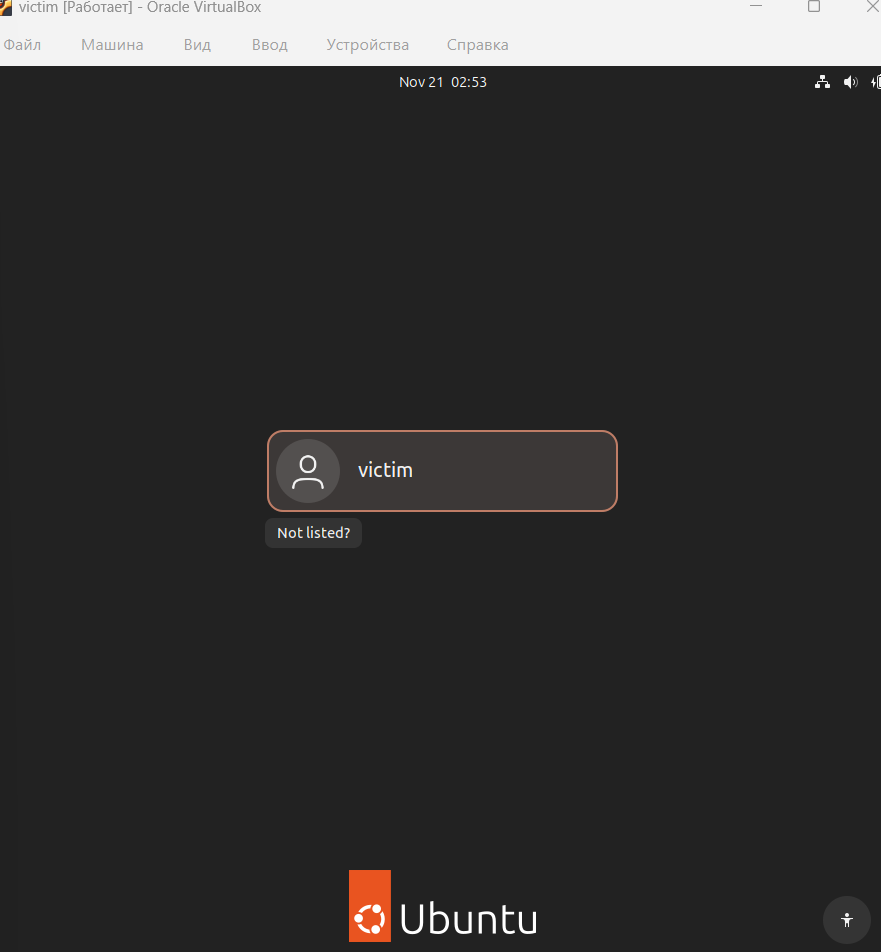 victim [Работает] - Oracle VirtualBox
Файл Машина Вид Ввод Устройства Справка
Nov 21 02:53
victim
Not listed?
Ubuntu